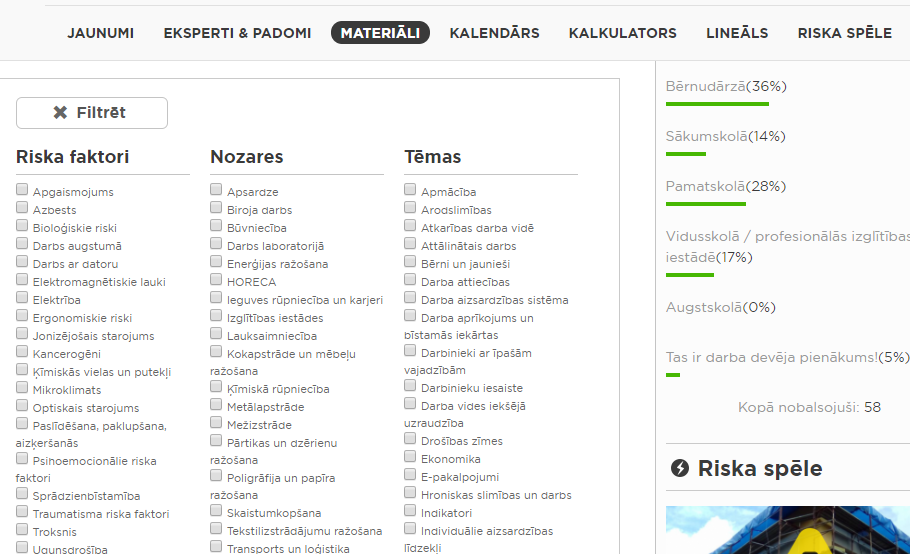 JAUNUMI EKSPERTI & PADOMI MATERIĀLI KALENDĀRS KALKULATORS LINEĀLS RISKA SPĒLE
Filtrēt
Riska faktori
Apgaismojums
Azbests
Bioloģiskie riski
Darbs augstumā
Darbs ar datoru
Elektromagnētiskie lauki
Elektrība
Ergonomiskie riski
Jonizējošais starojums
Kancerogēni
Ķīmiskās vielas un putekļi
Mikroklimats
Optiskais starojums
Paslīdēšana, paklupšana,
aizķeršanās
Psihoemocionālie riska
faktori
Sprādzienbīstamība
Traumatisma riska faktori
Troksnis
Ugunsdrošība
Nozares
Apsardze
Biroja darbs
Būvniecība
Darbs laboratorijā
Enerģijas ražošana
HORECA
Ieguves rūpniecība un karjeri
Izglītības iestādes
Lauksaimniecība
Kokapstrāde un mēbeļu
ražošana
Ķīmiskā rūpniecība
Metālapstrāde
Mežizstrāde
Pārtikas un dzērienu
ražošana
Poligrāfija un papīra
ražošana
Skaistumkopšana
Tekstilizstrādājumu ražošana
Transports un loģistika
Tēmas
Apmācība
Arodslimības
Atkarības darba vidē
Attālinātais darbs
Bērni un jaunieši
Darba attiecības
Darba aizsardzības sistēma
Darba aprīkojums un
bīstamās iekārtas
Darbinieki ar īpašām
vajadzībām
Darbinieku iesaiste
Darba vides iekšējā
uzraudzība
Drošības zīmes
Ekonomika
E-pakalpojumi
Hroniskas slimības un darbs
Indikatori
Individuālie aizsardzības
līdzekļi
Bērnudārzā(36%)
Sākumskolā(14%)
Pamatskolā(28%)
Vidusskolā / profesionālās izglītības
iestādē(17%)
Augstskolā(0%)
Tas ir darba devēja pienākums!(5%)
Kopā nobalsojuši: 58
Riska spēle